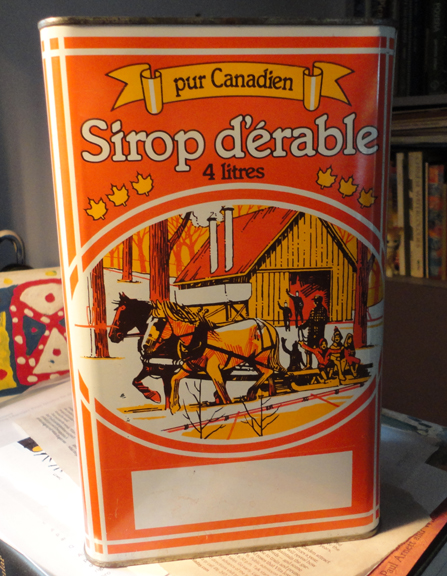 pur Canadien
Sirop d'érable
4 litres